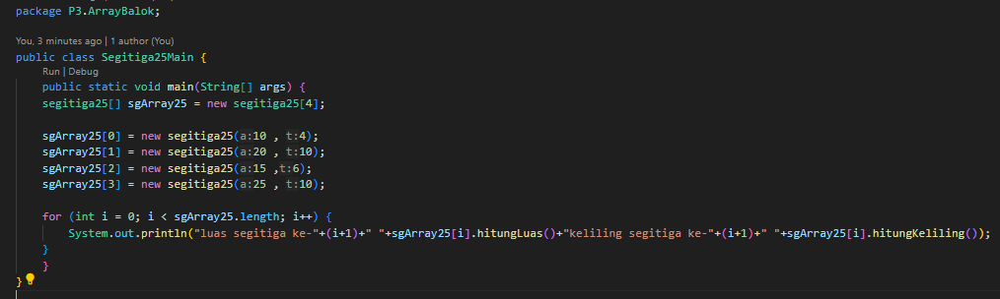 package P3.ArrayBalok;
You, 3 minutes ago | 1 author (You)
public class Segitiga25Main {
Run | Debug
public static void main(String[] args) {
segitiga25[] sgArray25 = new segitiga25[4];
sgArray25[0] = new segitiga25(a:10 , t:4);
sgArray25[1] = new segitiga25(a:20 , t:10);
sgArray25[2] = new segitiga25(a:15 ,t:6);
sgArray25[3] = new segitiga25(a:25 , t:10);
for (int i = 0; i < sgArray25.length; i++) {
System.out.println("luas segitiga ke-"+(i+1)+" "+sgArray25[i].hitungLuas()+"keliling segitiga ke-"+(i+1)+" "+sgArray25[i].hitungKeliling());
}
}
}